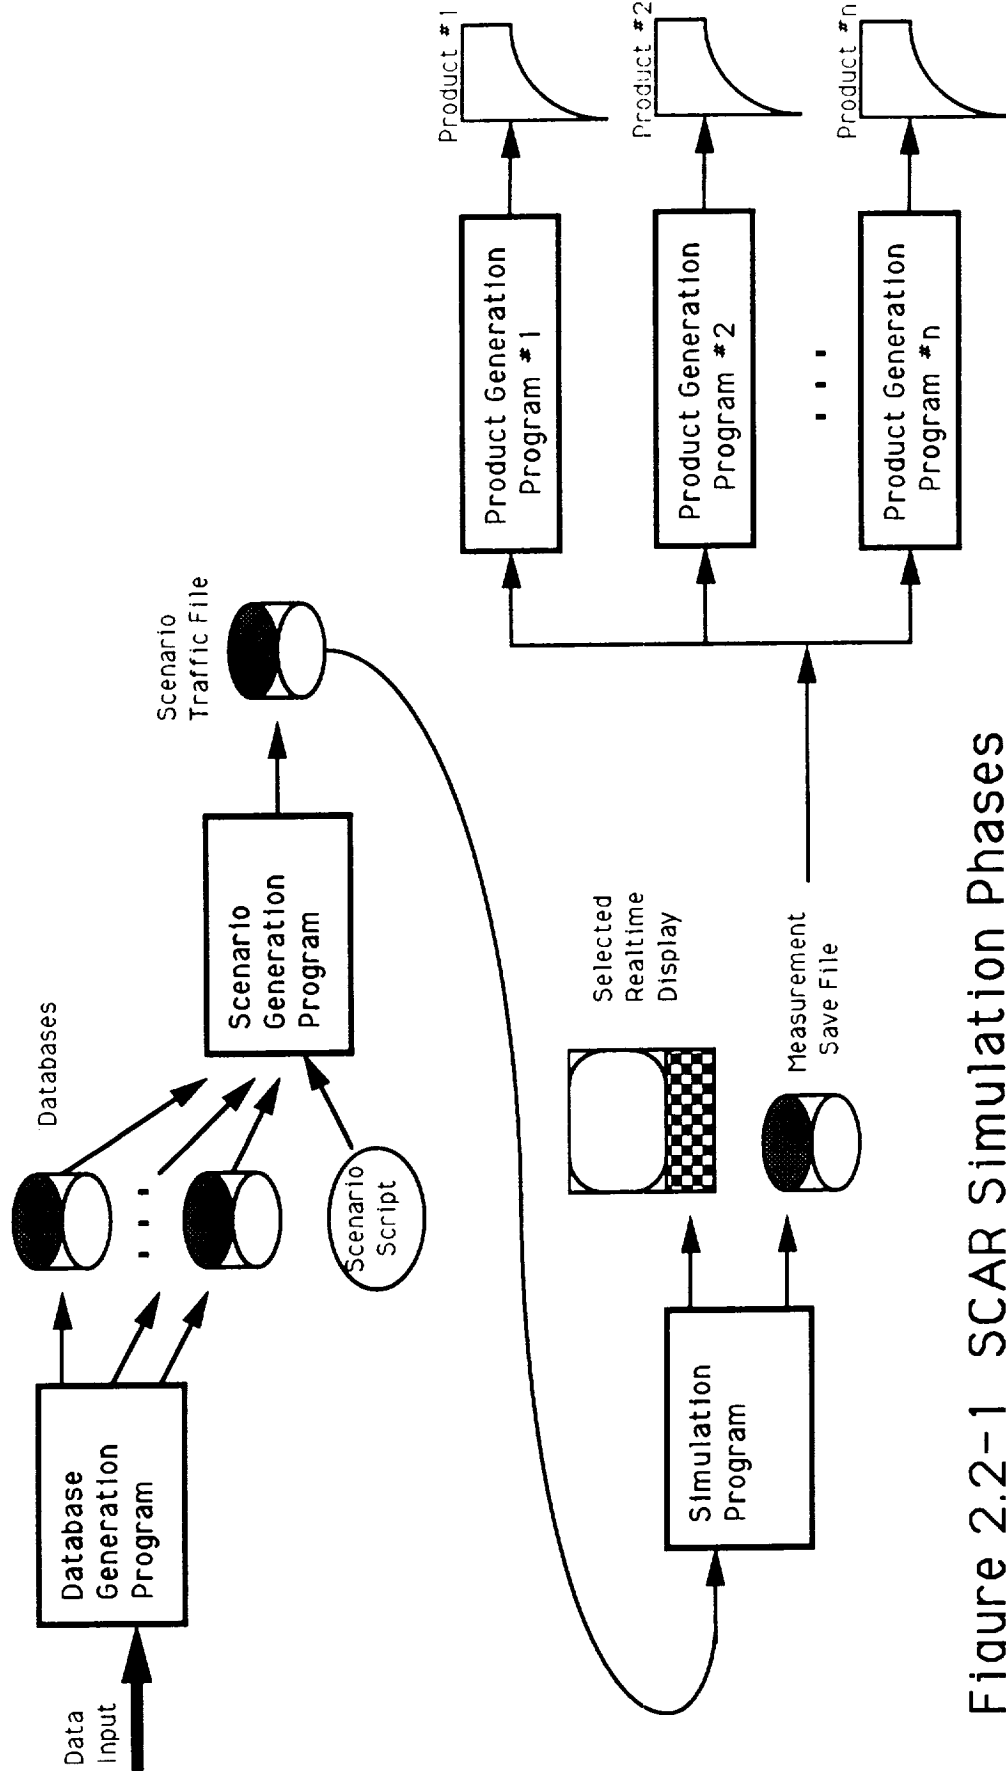 Data
Input
Database
Generation
Program
Databases
Scenario
Script
Scenario
Generation
Program
Scenario
Traffic File
Simulation
Program
Selected
Realtime
Display
Measurement
Save File
Product Generation
Program #1
Product #1
Product Generation
Program #2
Product #2
. . .
Product Generation
Program #n
Product #n
Figure 2.2-1 SCAR Simulation Phases